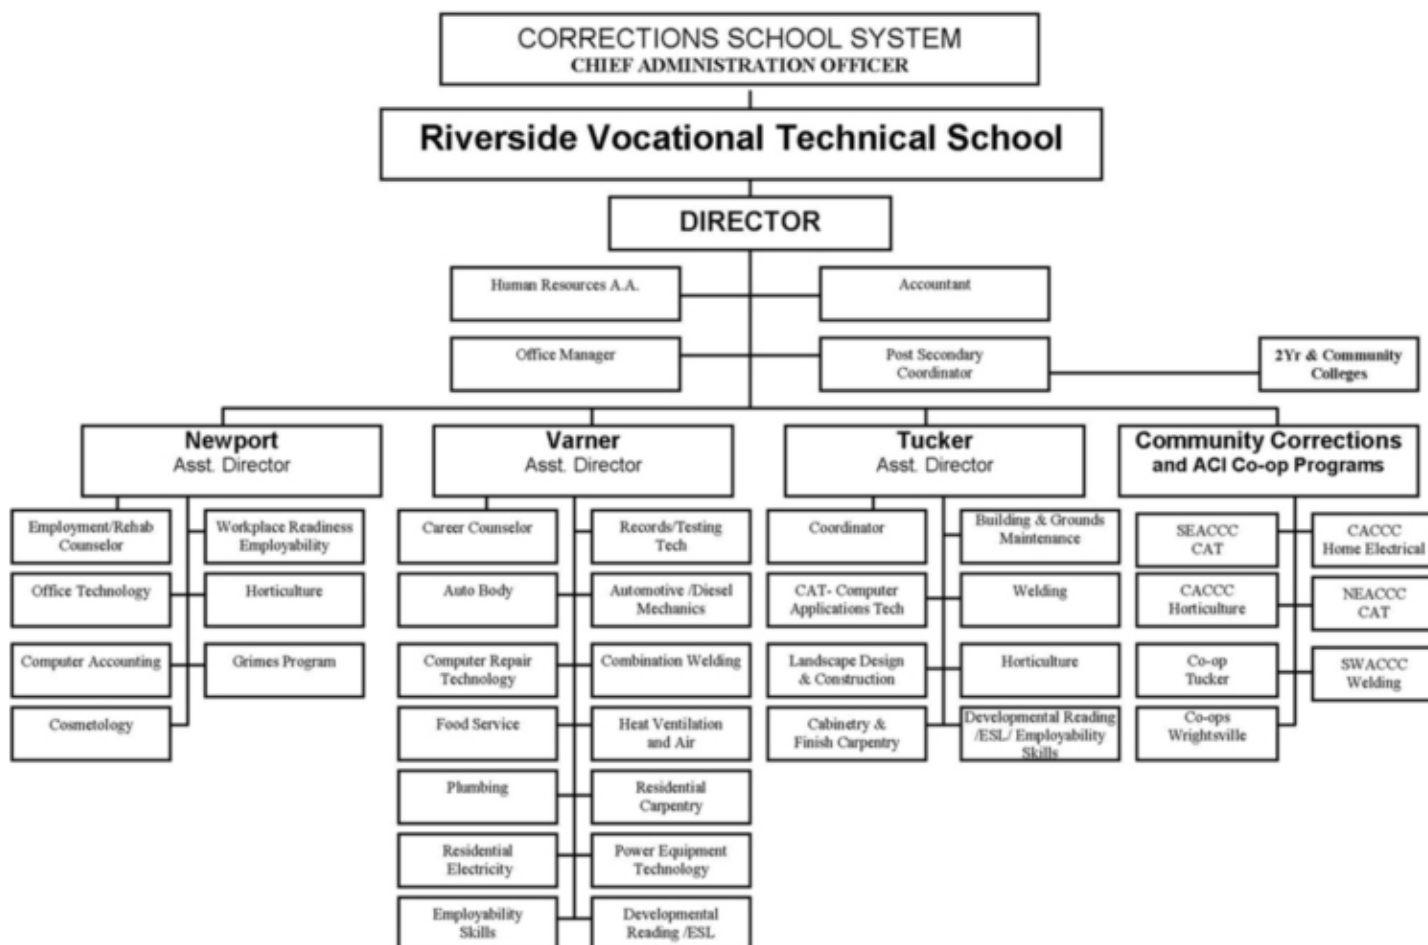 CORRECTIONS SCHOOL SYSTEM
CHIEF ADMINISTRATION OFFICER
Riverside Vocational Technical School
DIRECTOR
Human Resources A.A.
Accountant
Office Manager
Post Secondary
Coordinator
2Yr & Community
Colleges
Newport
Asst. Director
Varner
Asst. Director
Tucker
Asst. Director
Community Corrections
and ACI Co-op Programs
Employment/Rehab
Counselor
Workplace Readiness
Employability
Office Technology
Horticulture
Computer Accounting
Grimes Program
Cosmetology
Career Counselor
Records/Testing
Tech
Auto Body
Automotive /Diesel
Mechanics
Computer Repair
Technology
Combination Welding
Food Service
Heat Ventilation
and Air
Plumbing
Residential
Carpentry
Residential
Electricity
Power Equipment
Technology
Employability
Skills
Developmental
Reading /ESL
Coordinator
Building & Grounds
Maintenance
CAT- Computer
Applications Tech
Welding
Landscape Design
& Construction
Horticulture
Cabinetry &
Finish Carpentry
Developmental Reading
/ESL/ Employability
Skills
SEACCC
CAT
CACCC
Home Electrical
CACCC
Horticulture
NEACCC
CAT
Co-op
Tucker
SWACCC
Welding
Co-ops
Wrightsville